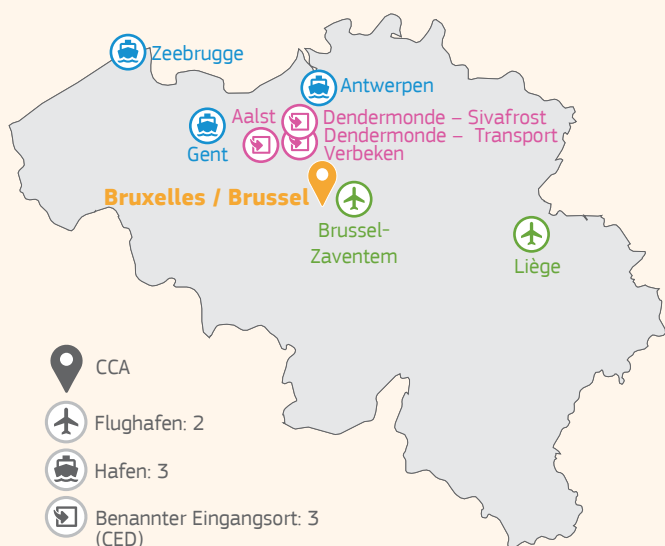 Zeebrugge
Antwerpen
Aalst
Dendermonde – Sivafrost
Dendermonde – Transport
Verbeken
Gent
Bruxelles / Brussel
Brussel-
Zaventem
Liège
CCA
Flughafen: 2
Hafen: 3
Benannter Eingangsort: 3
(CED)